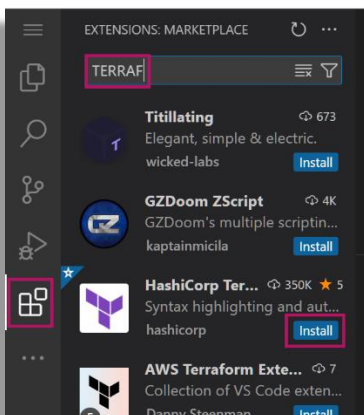 EXTENSIONS: MARKETPLACE
TERRAF
Titillating 673
Elegant, simple & electric.
wicked-labs Install
GZDoom ZScript 4K
GZDoom's multiple scriptin...
kaptainmicila Install
HashiCorp Ter... 350K 5
Syntax highlighting and aut...
hashicorp Install
AWS Terraform Exte... 7
Collection of VS Code exten...
Danny Steenman Install